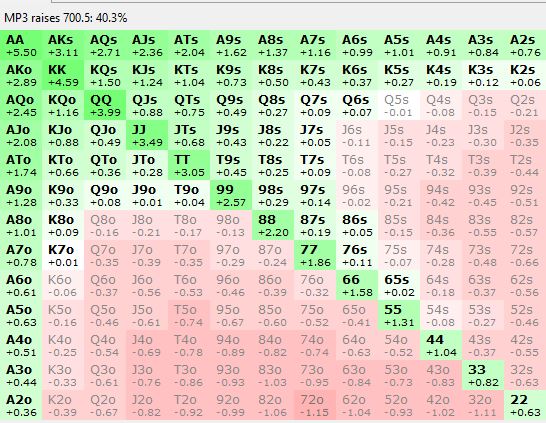 MP3 raises 700.5: 40.3%
AA AKs AQs AJs ATs A9s A8s A7s A6s A5s A4s A3s A2s
+5.50 +3.11 +2.71 +2.36 +2.04 +1.62 +1.37 +1.16 +0.99 +1.01 +0.91 +0.84 +0.76
AKo KK KQs KJs KTs K9s K8s K7s K6s K5s K4s K3s K2s
+2.89 +4.59 +1.50 +1.24 +1.04 +0.73 +0.50 +0.43 +0.37 +0.27 +0.19 +0.12 +0.06
AQo KQo QQ QJs QTs Q9s Q8s Q7s Q6s Q5s Q4s Q3s Q2s
+2.45 +1.16 +3.99 +0.88 +0.75 +0.49 +0.27 +0.09 +0.07 -0.01 -0.08 -0.15 -0.21
AJo KJo QJo JJ JTs J9s J8s J7s J6s J5s J4s J3s J2s
+2.08 +0.88 +0.49 +3.49 +0.68 +0.43 +0.22 +0.05 -0.11 -0.15 -0.23 -0.30 -0.35
ATo KTo QTo JTo TT T9s T8s T7s T6s T5s T4s T3s T2s
+1.74 +0.66 +0.36 +0.28 +3.05 +0.45 +0.25 +0.09 -0.08 -0.27 -0.32 -0.39 -0.44
A9o K9o Q9o J9o T9o 99 98s 97s 96s 95s 94s 93s 92s
+1.28 +0.33 +0.08 +0.01 +0.04 +2.57 +0.29 +0.14 -0.02 -0.21 -0.42 -0.45 -0.51
A8o K8o Q8o J8o T8o 98o 88 87s 86s 85s 84s 83s 82s
+1.01 +0.09 -0.16 -0.21 -0.17 -0.13 +2.20 +0.19 +0.05 -0.15 -0.36 -0.55 -0.57
A7o K7o Q7o J7o T7o 97o 87o 77 76s 75s 74s 73s 72s
+0.78 +0.01 -0.35 -0.39 -0.35 -0.29 -0.24 +1.86 +0.11 -0.07 -0.28 -0.48 -0.66
A6o K6o Q6o J6o T6o 96o 86o 76o 66 65s 64s 63s 62s
+0.61 -0.06 -0.37 -0.56 -0.53 -0.46 -0.39 -0.32 +1.58 +0.02 -0.18 -0.37 -0.56
A5o K5o Q5o J5o T5o 95o 85o 75o 65o 55 54s 53s 52s
+0.63 -0.16 -0.46 -0.61 -0.74 -0.67 -0.60 -0.52 -0.41 +1.31 -0.08 -0.27 -0.46
A4o K4o Q4o J4o T4o 94o 84o 74o 64o 54o 44 43s 42s
+0.51 -0.25 -0.54 -0.69 -0.78 -0.89 -0.82 -0.74 -0.63 -0.52 +1.04 -0.37 -0.55
A3o K3o Q3o J3o T3o 93o 83o 73o 63o 53o 43o 33 32s
+0.44 -0.33 -0.61 -0.76 -0.86 -0.93 -1.03 -0.95 -0.84 -0.73 -0.83 +0.82 -0.63
A2o K2o Q2o J2o T2o 92o 82o 72o 62o 52o 42o 32o 22
+0.36 -0.39 -0.67 -0.82 -0.92 -0.99 -1.06 -1.15 -1.04 -0.93 -1.02 -1.11 +0.63